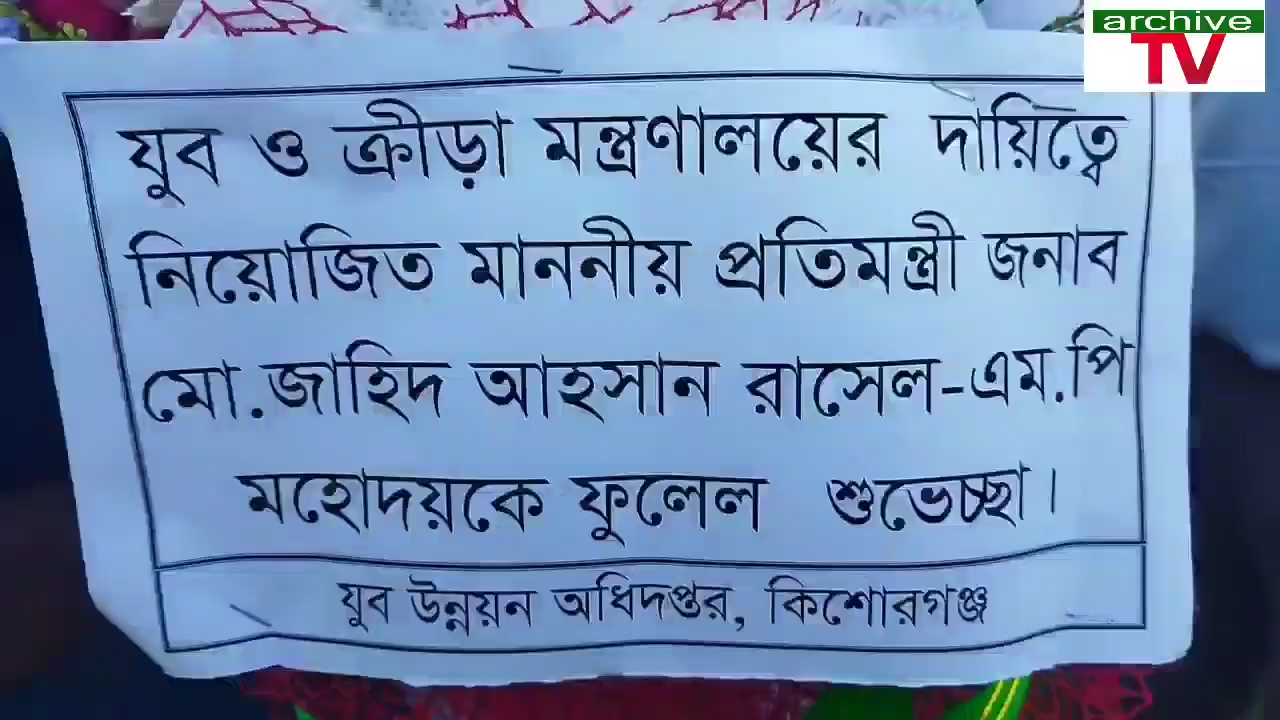 archive
TV
যুব ও ক্রীড়া মন্ত্রণালয়ের দায়িত্বে
নিয়োজিত মাননীয় প্রতিমন্ত্রী জনাব
মো.জাহিদ আহসান রাসেল-এম.পি
মহোদয়কে ফুলেল শুভেচ্ছা।
যুব উন্নয়ন অধিদপ্তর, কিশোরগঞ্জ